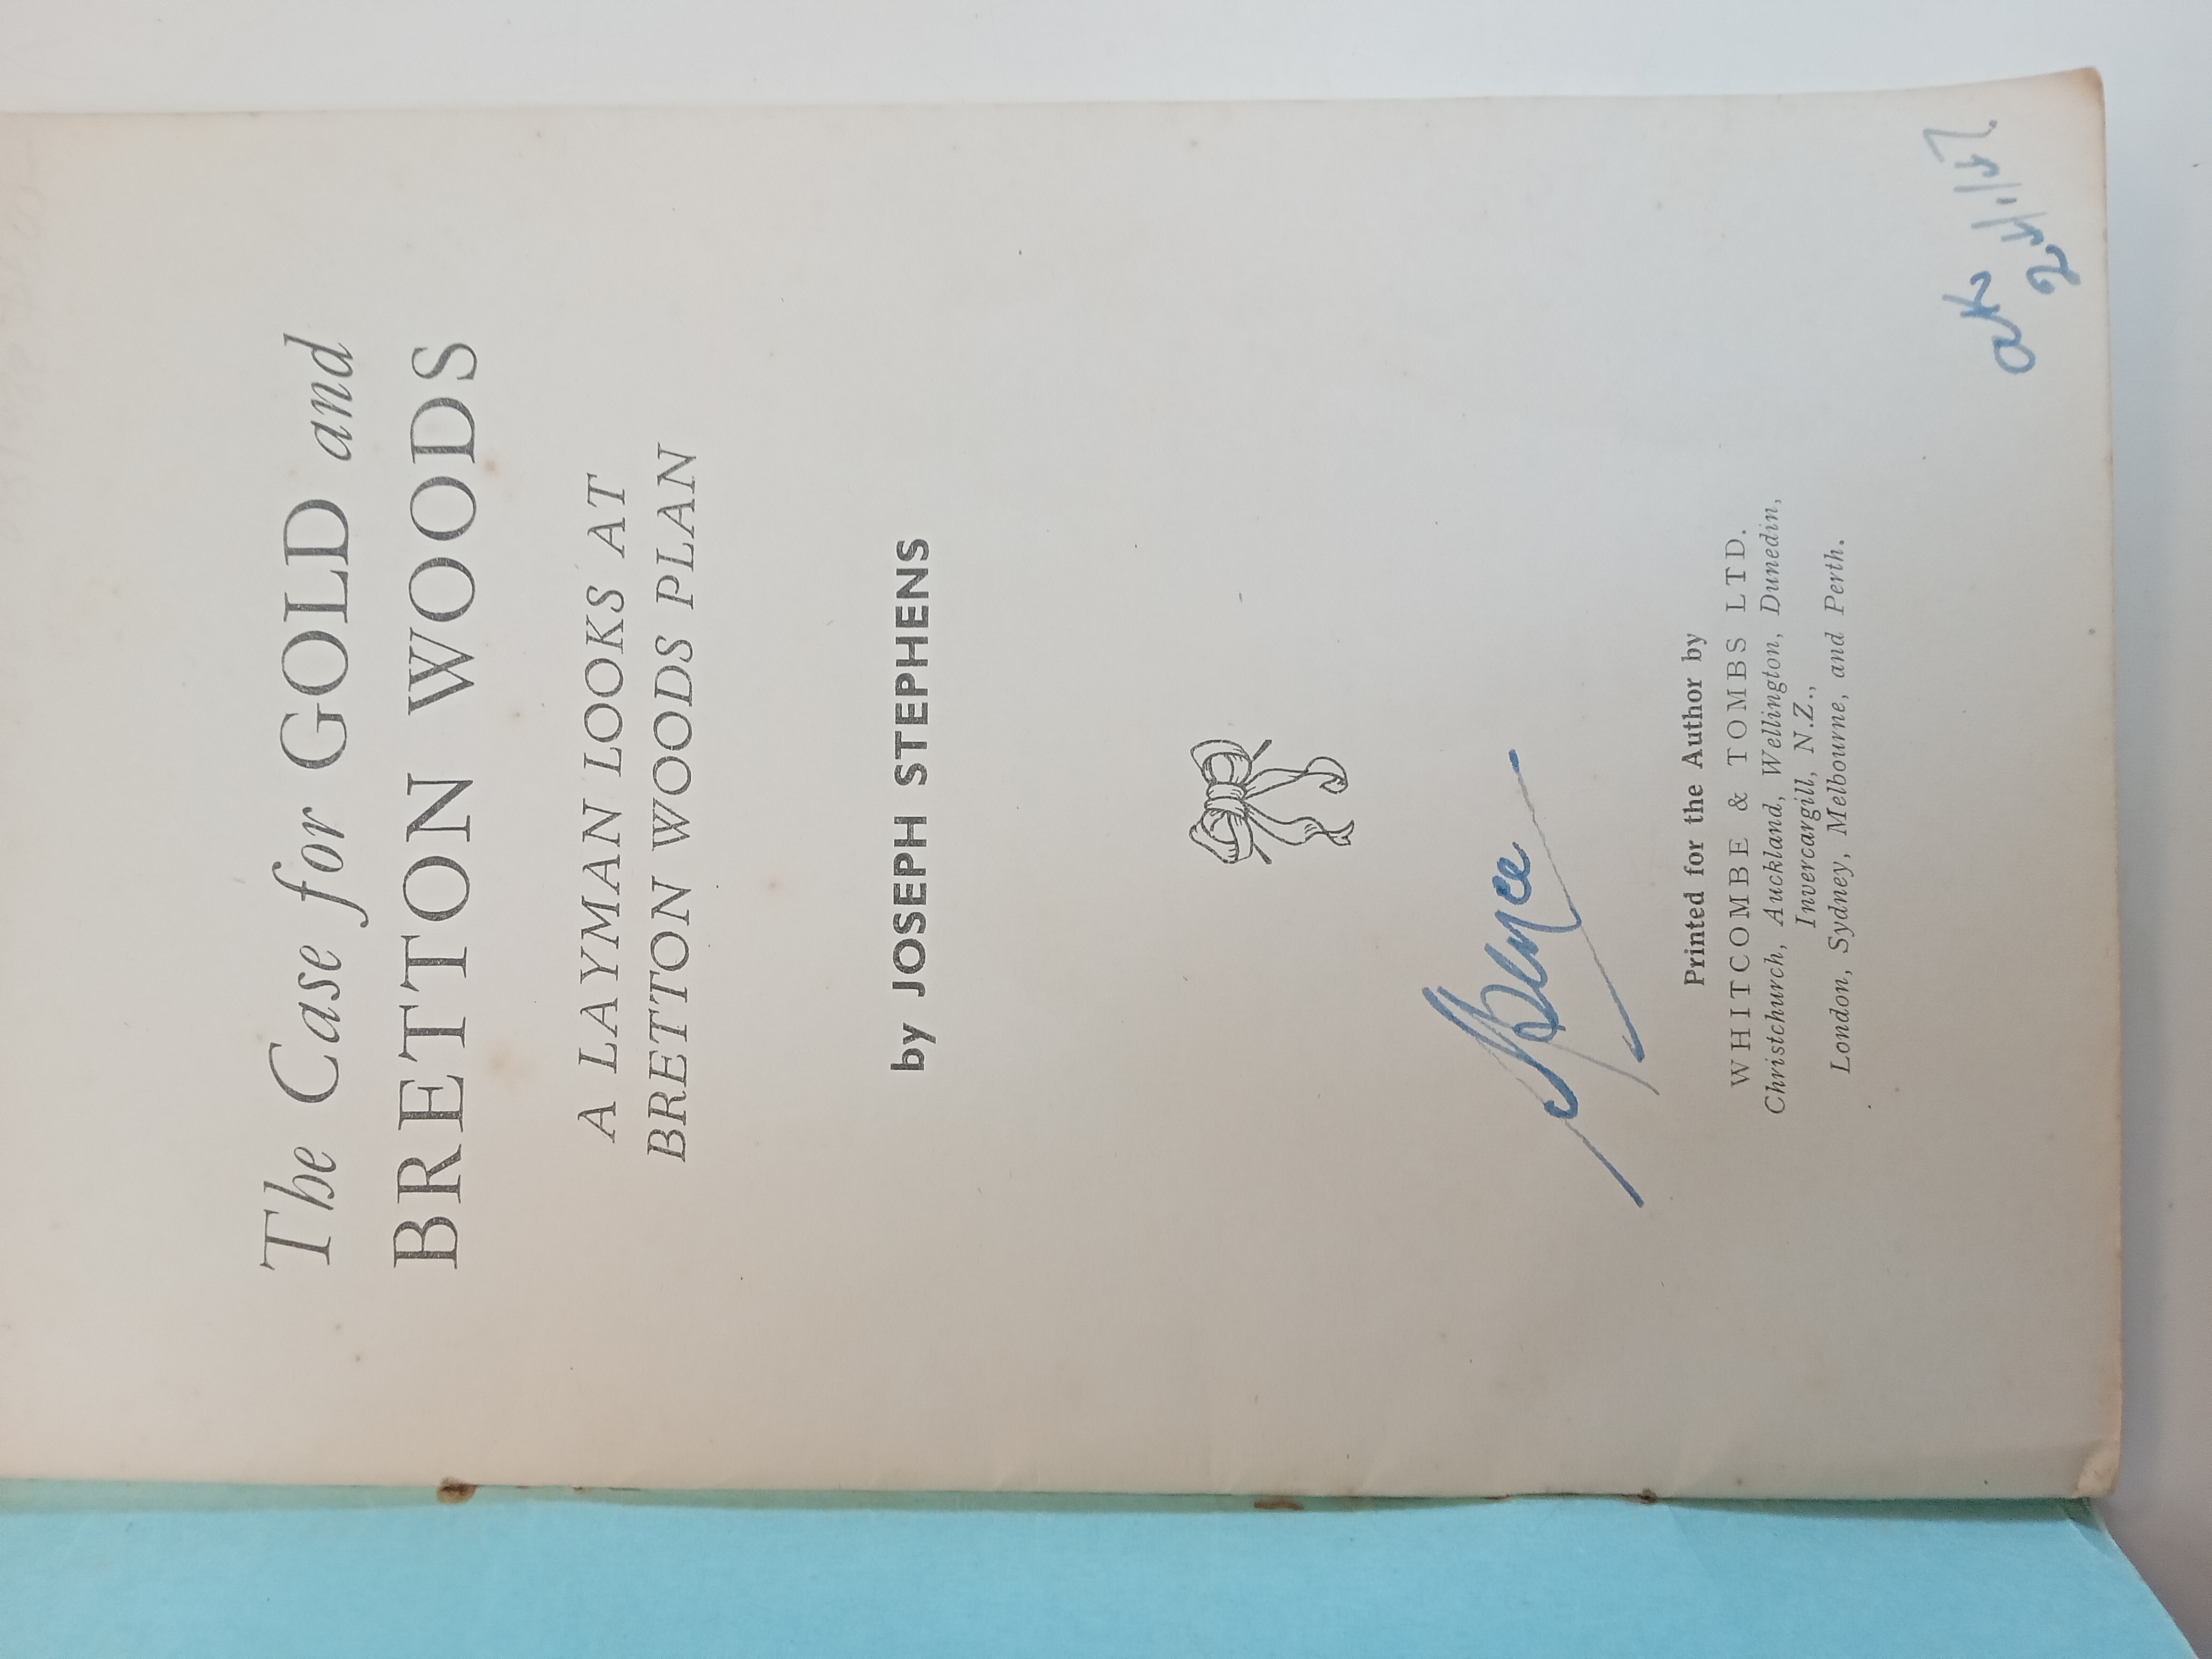 The Case for GOLD and
BRETTON WOODS
A LAYMAN LOOKS AT
BRETTON WOODS PLAN
by JOSEPH STEPHENS
Printed for the Author by
WHITCOMBE & TOMBS LTD.
Christchurch, Auckland, Wellington, Dunedin,
Invercargill, N.Z.,
London, Sydney, Melbourne, and Perth.